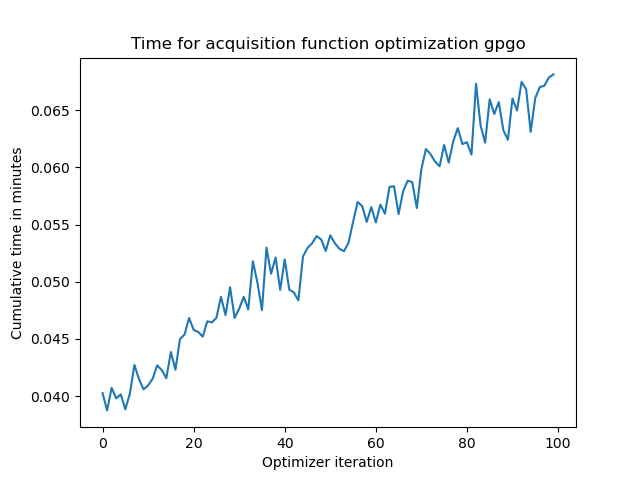 Time for acquisition function optimization gpgo
0.065
0.060
0.055
0.050
0.045
0.040
Cumulative time in minutes
0 20 40 60 80 100
Optimizer iteration